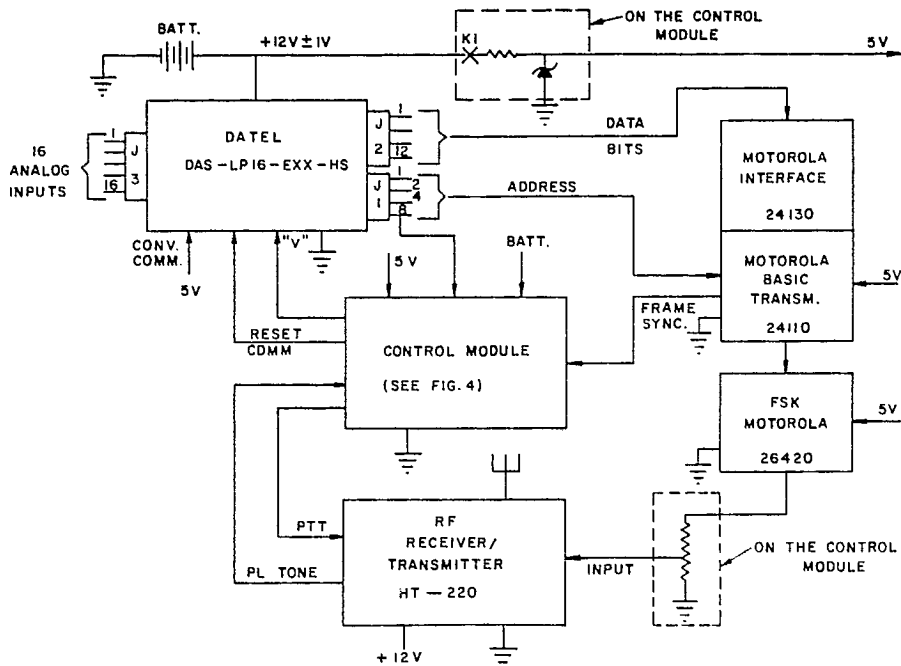 ON THE CONTROL
MODULE
BATT.
+12V ± 1V
K1
5V
DATEL
DAS-LP16-EXX-HS
16
ANALOG
INPUTS
1
16
J
3
J
2
1
12
J
1
1
2
4
8
DATA
BITS
ADDRESS
MOTOROLA
INTERFACE
24130
MOTOROLA
BASIC
TRANSM.
24110
5V
CONV.
COMM.
5V
"V"
5V
BATT.
FRAME
SYNC.
RESET
COMM
CONTROL MODULE
(SEE FIG. 4)
FSK
MOTOROLA
26420
5V
PTT
PL TONE
RF
RECEIVER/
TRANSMITTER
HT-220
INPUT
ON THE CONTROL
MODULE
+12V